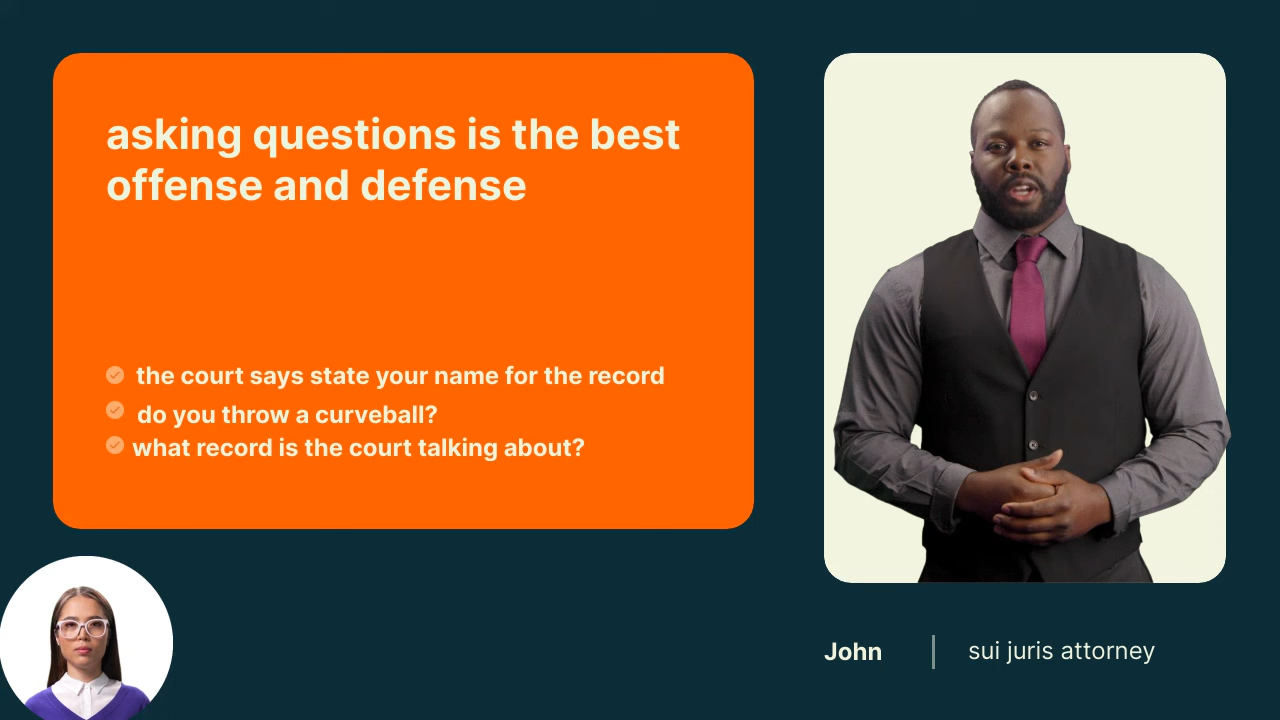 asking questions is the best
offense and defense
the court says state your name for the record
do you throw a curveball?
what record is the court talking about?
John
sui juris attorney